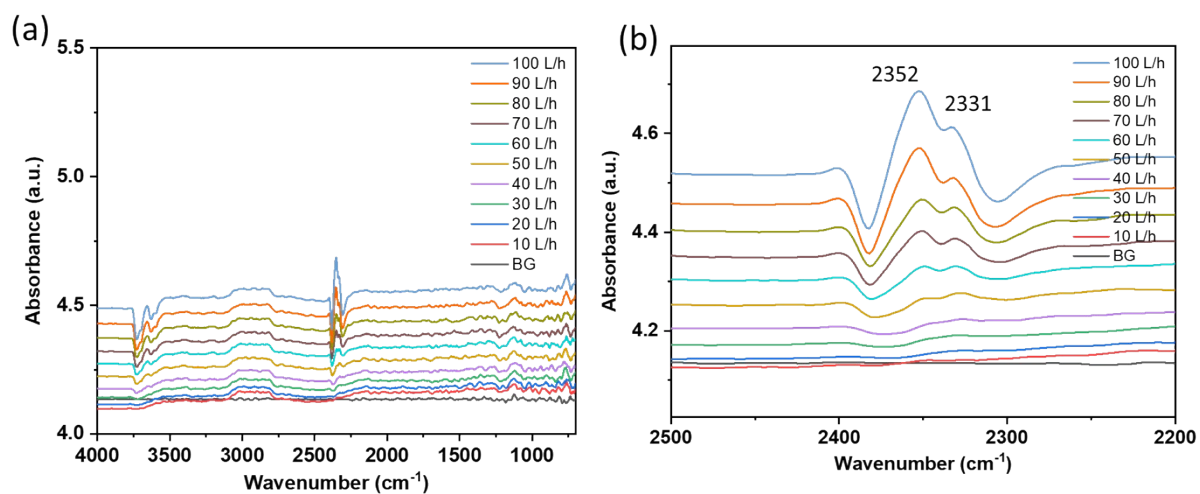 (a)
5.5
5.0
4.5
4.0
Absorbance (a.u.)
100 L/h
90 L/h
80 L/h
70 L/h
60 L/h
50 L/h
40 L/h
30 L/h
20 L/h
10 L/h
BG
4000 3500 3000 2500 2000 1500 1000
Wavenumber (cm⁻¹)
(b)
4.6
4.4
4.2
Absorbance (a.u.)
2352
2331
100 L/h
90 L/h
80 L/h
70 L/h
60 L/h
50 L/h
40 L/h
30 L/h
20 L/h
10 L/h
BG
2500 2400 2300 2200
Wavenumber (cm⁻¹)